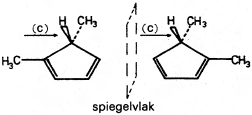 H CH₃ H CH₃
(c) (c)
H₃C CH₃
spiegelvlak